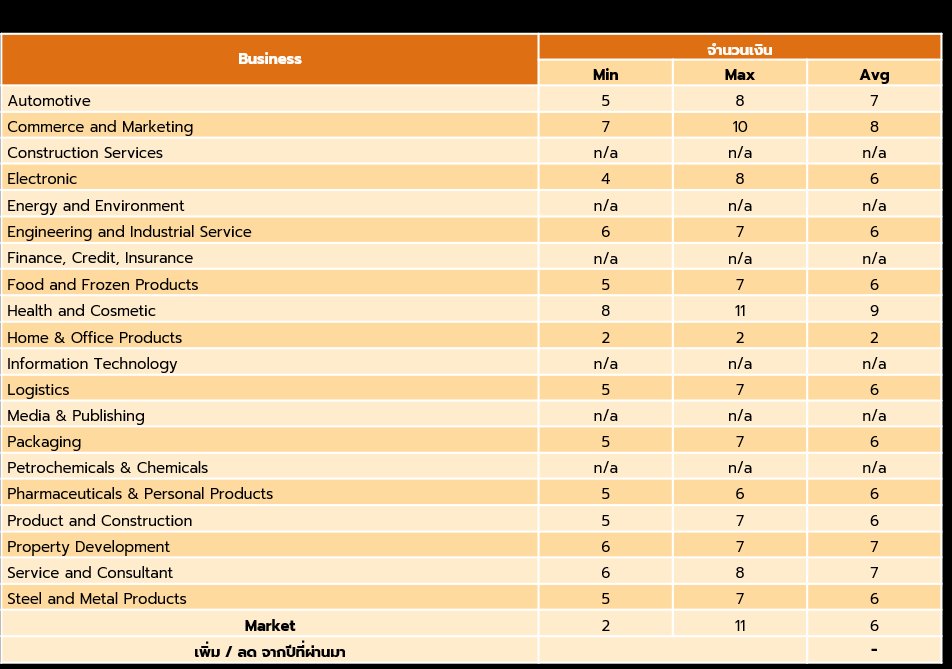 Business จำนวนเงิน
Min Max Avg
Automotive 5 8 7
Commerce and Marketing 7 10 8
Construction Services n/a n/a n/a
Electronic 4 8 6
Energy and Environment n/a n/a n/a
Engineering and Industrial Service 6 7 6
Finance, Credit, Insurance n/a n/a n/a
Food and Frozen Products 5 7 6
Health and Cosmetic 8 11 9
Home & Office Products 2 2 2
Information Technology n/a n/a n/a
Logistics 5 7 6
Media & Publishing n/a n/a n/a
Packaging 5 7 6
Petrochemicals & Chemicals n/a n/a n/a
Pharmaceuticals & Personal Products 5 6 6
Product and Construction 5 7 6
Property Development 6 7 7
Service and Consultant 6 8 7
Steel and Metal Products 5 7 6
Market 2 11 6
เพิ่ม / ลด จากปีที่ผ่านมา -